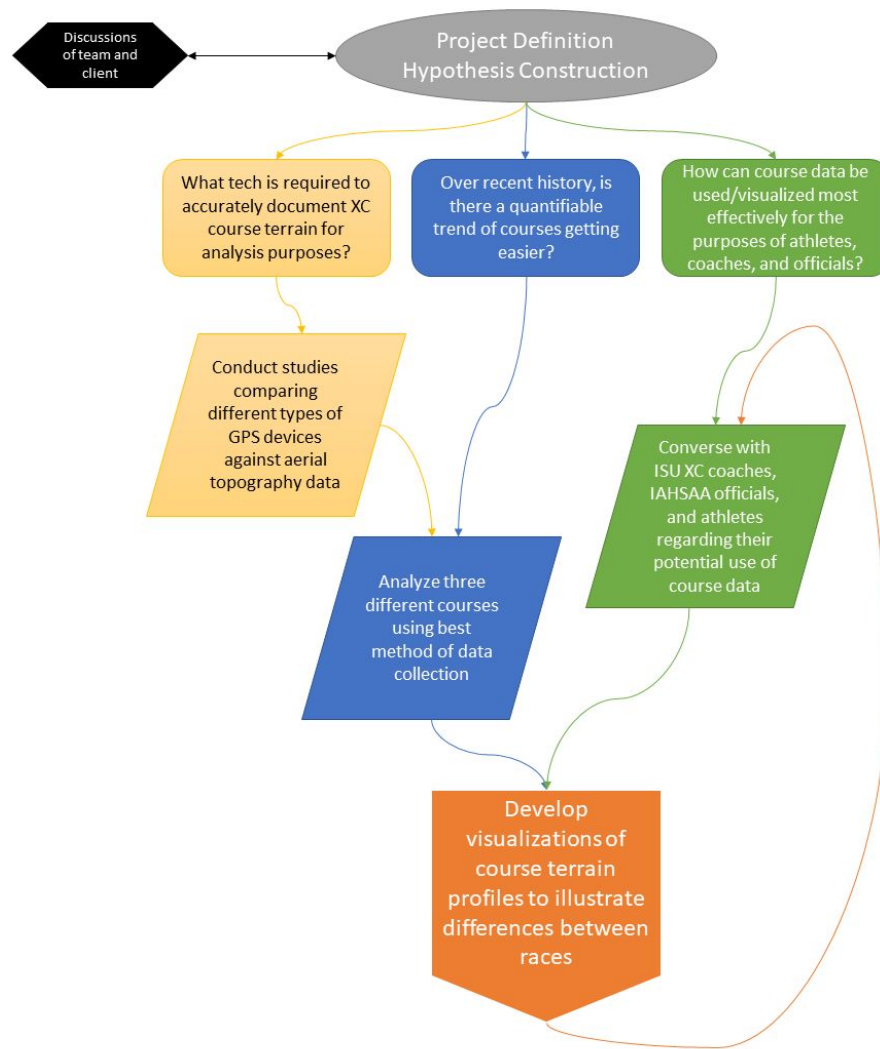 Discussions
of team and
client
Project Definition
Hypothesis Construction
What tech is required to
accurately document XC
course terrain for
analysis purposes?
Over recent history, is
there a quantifiable
trend of courses getting
easier?
How can course data be
used/visualized most
effectively for the
purposes of athletes,
coaches, and officials?
Conduct studies
comparing
different types of
GPS devices
against aerial
topography data
Converse with
ISU XC coaches,
IAHSAA officials,
and athletes
regarding their
potential use of
course data
Analyze three
different courses
using best
method of data
collection
Develop
visualizations of
course terrain
profiles to illustrate
differences between
races